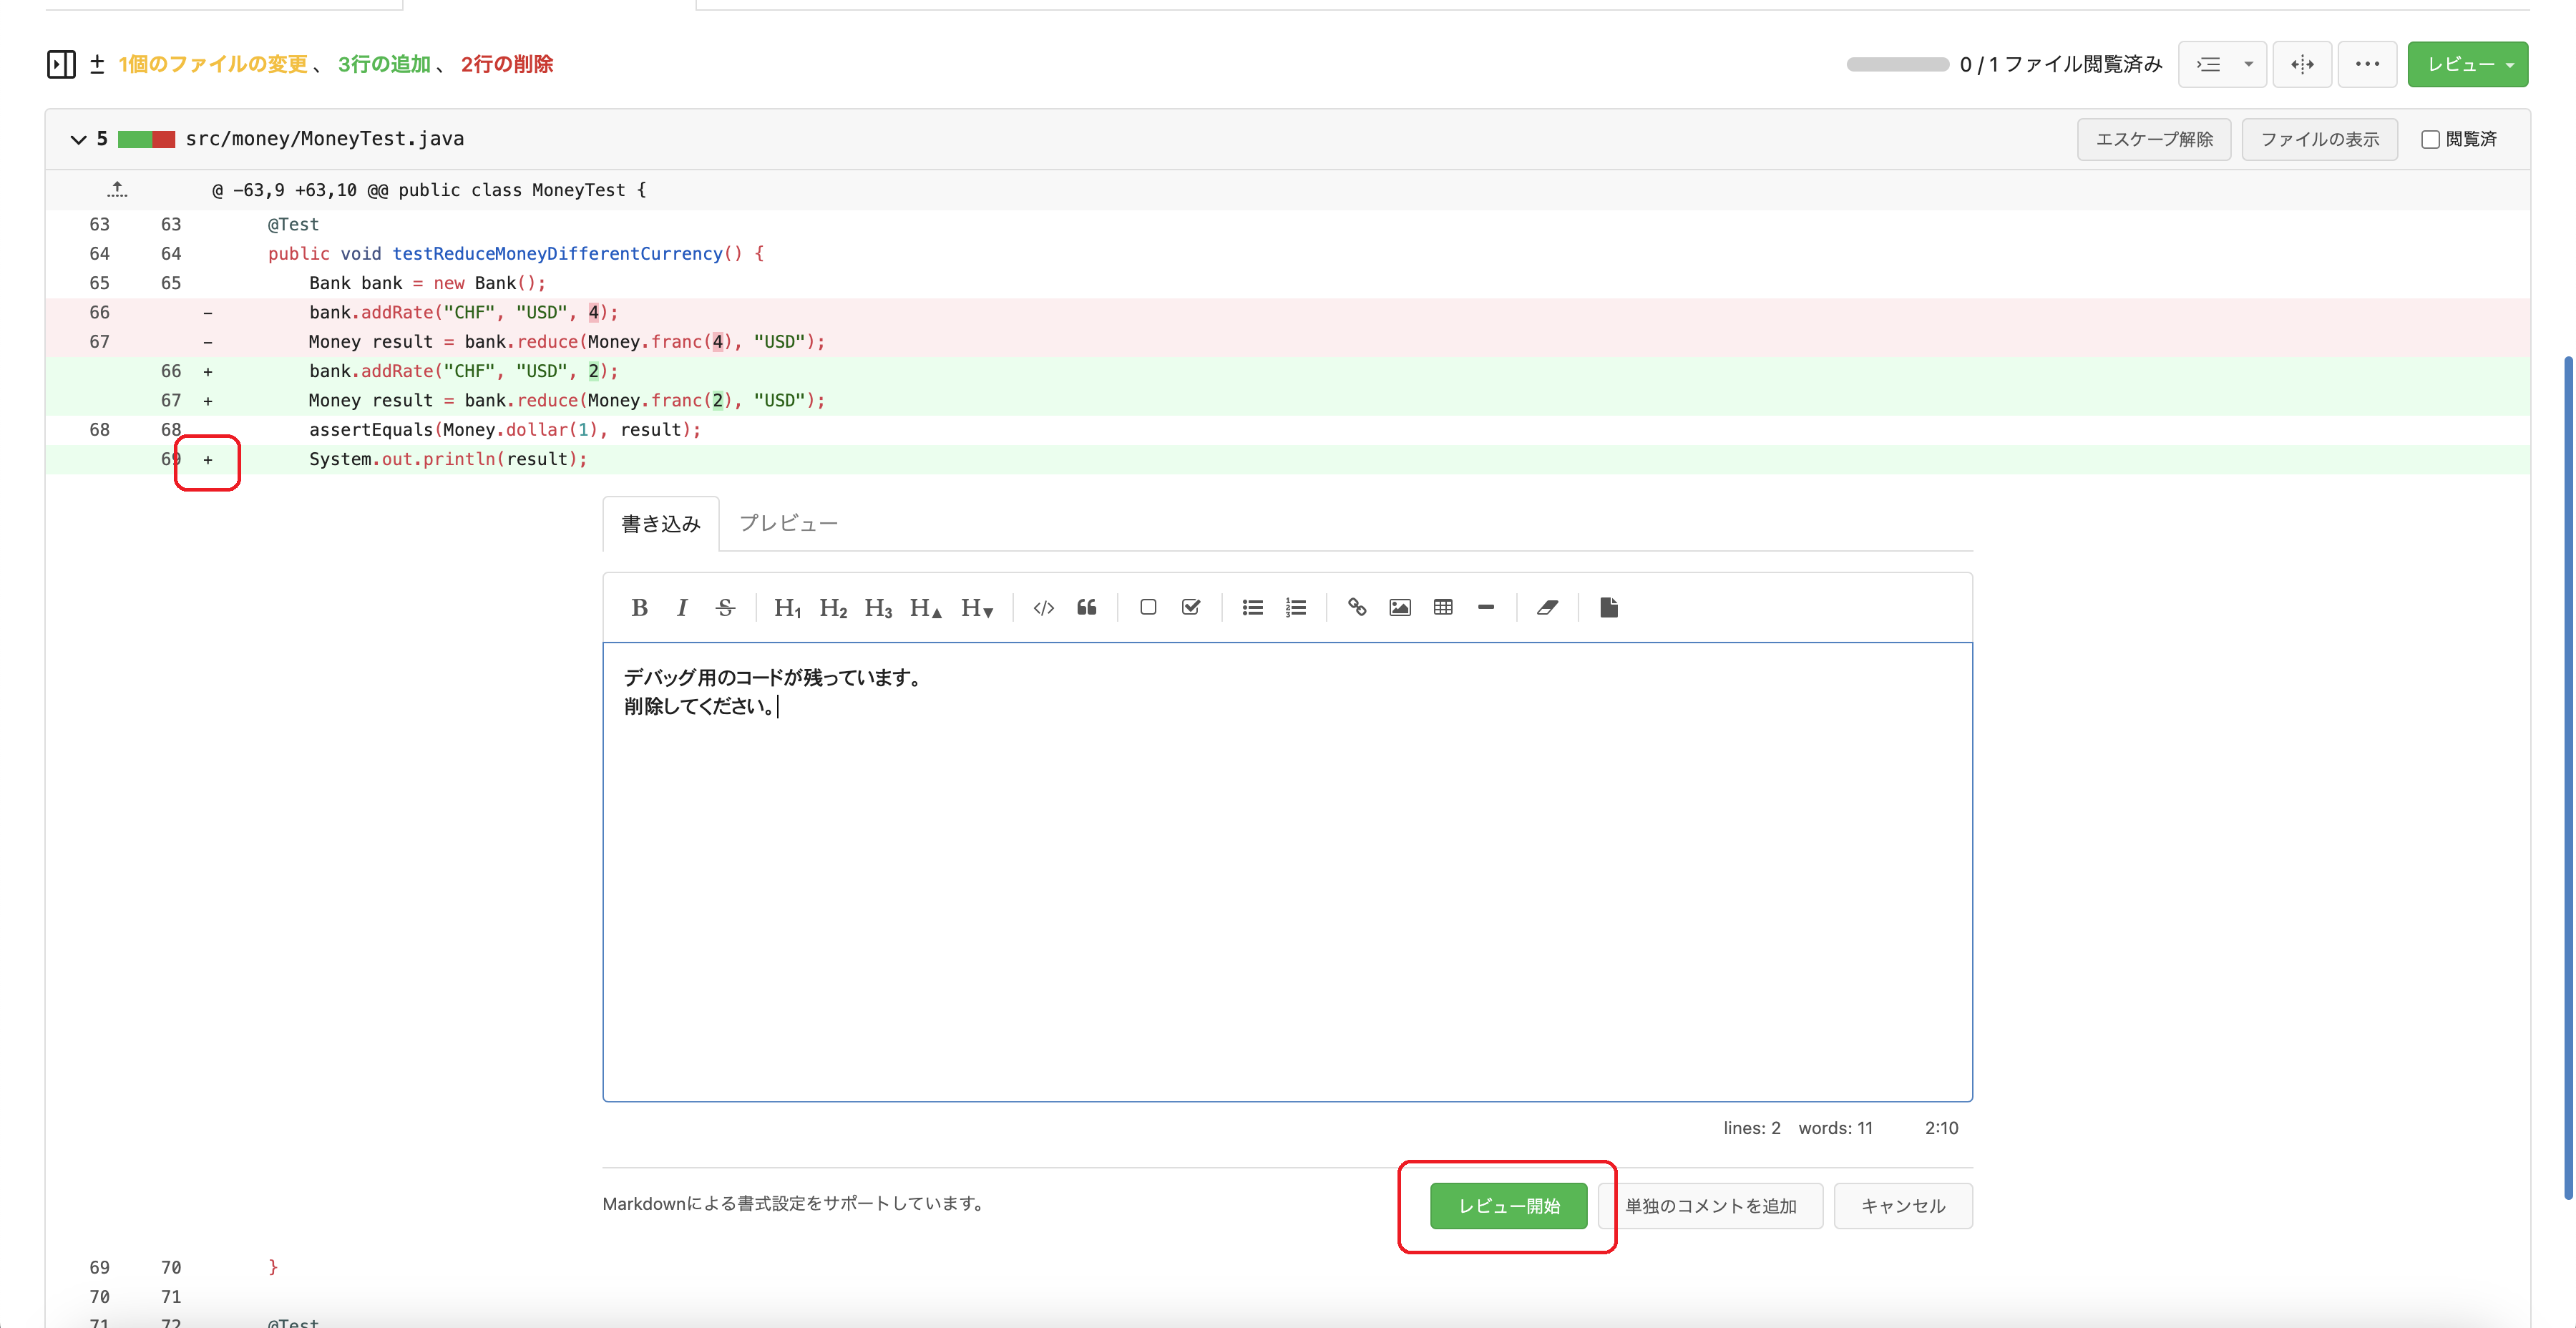 ± 1個のファイルの変更 、 3行の追加 、 2行の削除 0 / 1 ファイル閲覧済み レビュー
5 src/money/MoneyTest.java エスケープ解除 ファイルの表示 閲覧済
@ -63,9 +63,10 @@ public class MoneyTest {
63 63 @Test
64 64 public void testReduceMoneyDifferentCurrency() {
65 65 Bank bank = new Bank();
66 - bank.addRate("CHF", "USD", 4);
67 - Money result = bank.reduce(Money.franc(4), "USD");
66 + bank.addRate("CHF", "USD", 2);
67 + Money result = bank.reduce(Money.franc(2), "USD");
68 68 assertEquals(Money.dollar(1), result);
69 + System.out.println(result);
書き込み プレビュー
B I S H1 H2 H3 H▲ H▼
デバッグ用のコードが残っています。
削除してください。
lines: 2 words: 11 2:10
Markdownによる書式設定をサポートしています。 レビュー開始 単独のコメントを追加 キャンセル
69 70 }
70 71
71 72 @Test